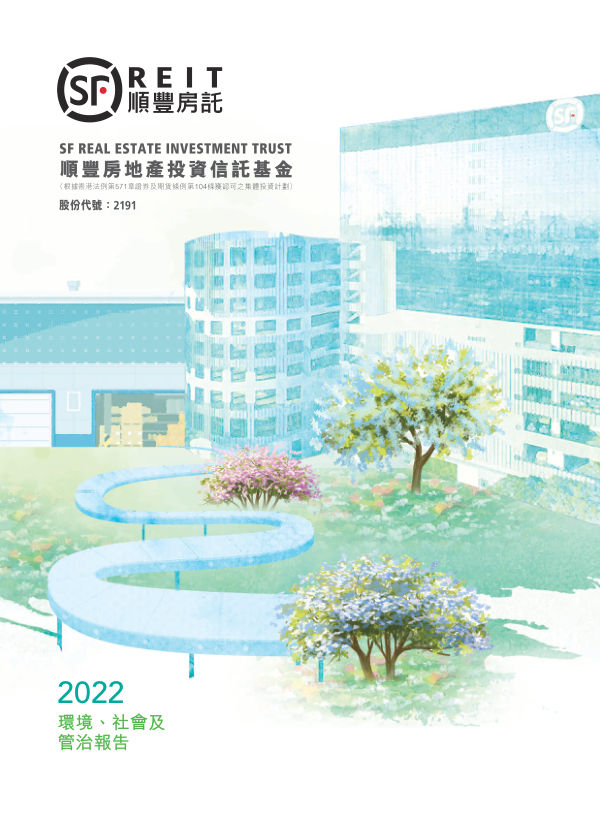 SF REIT
順豐房託
SF REAL ESTATE INVESTMENT TRUST
順豐房地產投資信託基金
(根據香港法例第571章證券及期貨條例第104條獲認可之集體投資計劃)
股份代號：2191
SF
2022
環境、社會及
管治報告